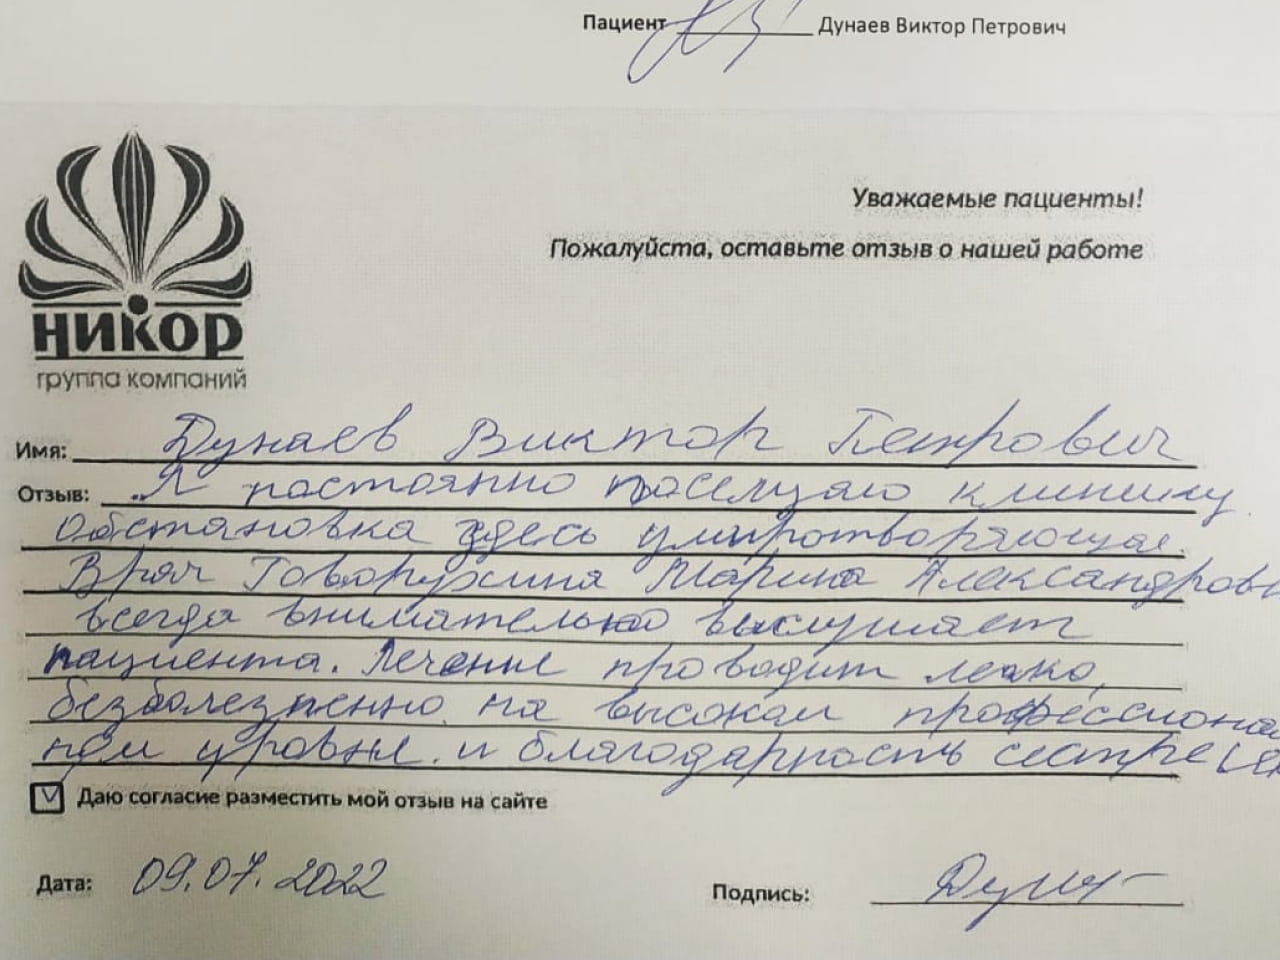 Пациент Дунаев Виктор Петрович
Уважаемые пациенты!
Пожалуйста, оставьте отзыв о нашей работе
НИКОР
группа компаний
Имя: Дунаев Виктор Петрович
Отзыв: „Я постоянно посещаю клинику.
Обстановка здесь умиротворяющая.
Врач Говорухина Марина Александровн
всегда внимательно выслушает
пациента. Лечение проводит легко,
безболезненно, на высоком профессиона
ном уровне. и благодарность сестре
Даю согласие разместить мой отзыв на сайте
Дата: 09.07.2022
Подпись: